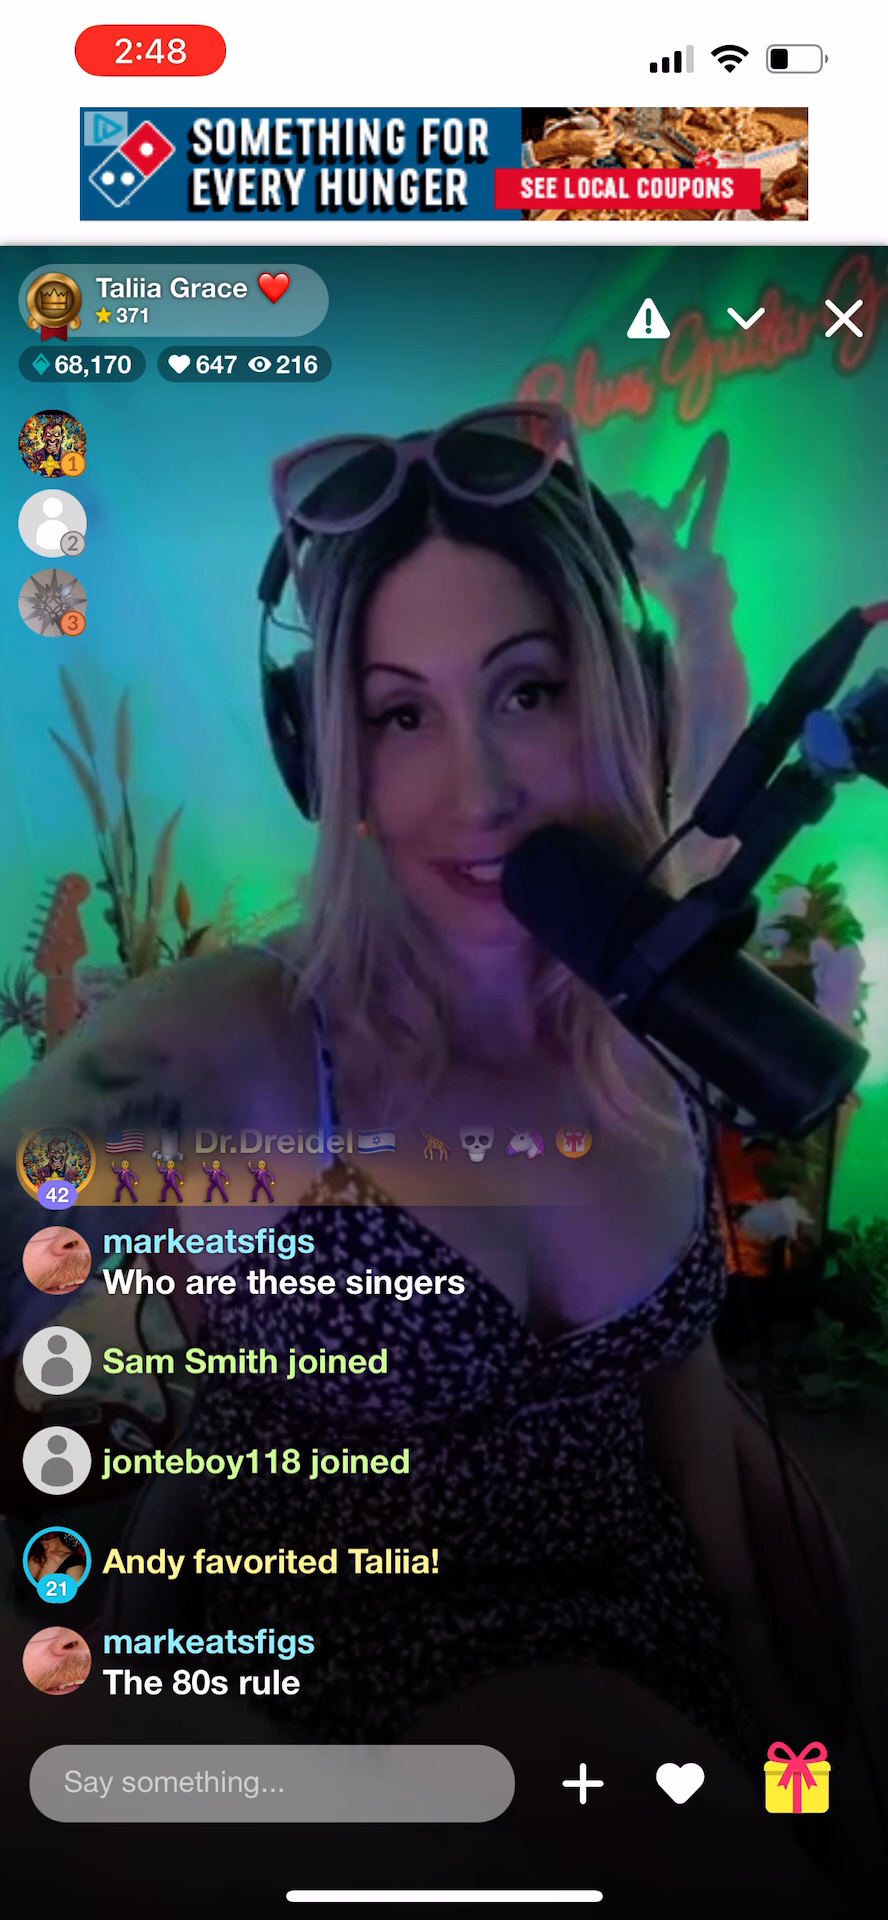 2:48
SOMETHING FOR
EVERY HUNGER
SEE LOCAL COUPONS
Taliia Grace ❤️
371
68,170 647 216
Blues Guitar
1
2
3
🇺🇸 Dr.Dreidel🇮🇱 🦒💀🦄
🕺🕺🕺🕺
42
markeatsfigs
Who are these singers
Sam Smith joined
jonteboy118 joined
Andy favorited Taliia!
21
markeatsfigs
The 80s rule
Say something...